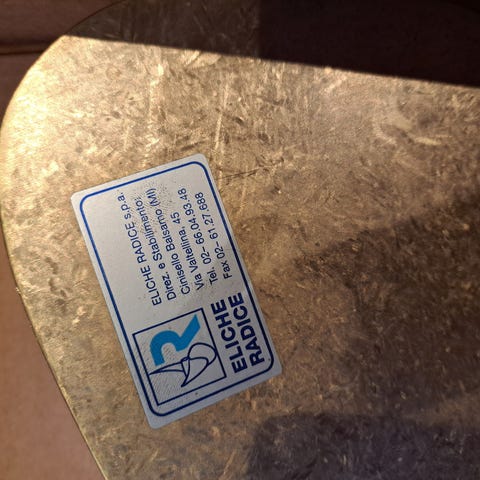 ELICHE RADICE s.p.a.
Direz. e Stabilimento:
Cinisello Balsamo (MI)
Via Valtellina, 45
Tel. 02- 66.04.93.48
Fax 02- 61.27.688
R
ELICHE
RADICE